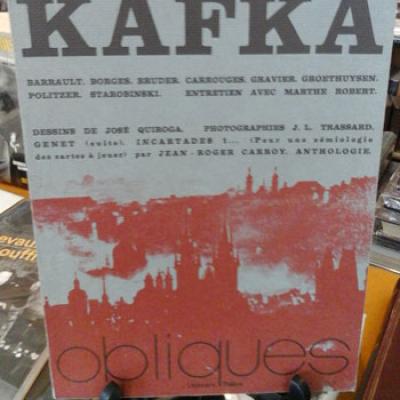 KAFKA
BARRAULT. BORGES. BRUDER. CARROUGES. GRAVIER. GROETHUYSEN.
POLITZER. STAROBINSKI. ENTRETIEN AVEC MARTHE ROBERT.
DESSINS DE JOSÉ QUIROGA. PHOTOGRAPHIES J. L. TRASSARD.
GENET (suite). INCARTADES 1... (Pour une sémiologie
des cartes à jouer) par JEAN-ROGER CARROY. ANTHOLOGIE.
obliques